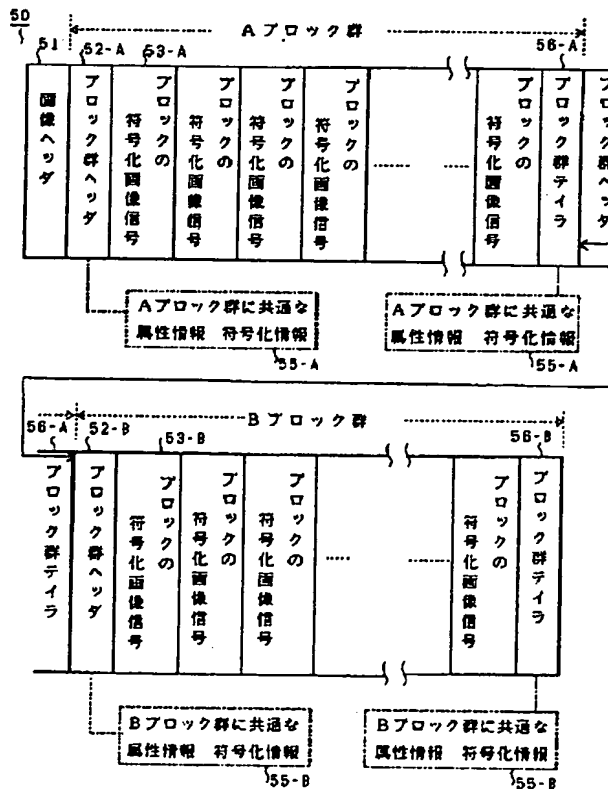 50
Aブロック群
51
52-A
53-A
56-A
画像ヘッダ
ブロック群ヘッダ
ブロックの
符号化画像信号
ブロックの
符号化画像信号
ブロックの
符号化画像信号
ブロックの
符号化画像信号
ブロックの
符号化画像信号
ブロック群テイラ
ブロック群ヘッダ
Aブロック群に共通な
属性情報 符号化情報
55-A
Aブロック群に共通な
属性情報 符号化情報
55-A
Bブロック群
56-A
52-B
53-B
56-B
ブロック群テイラ
ブロック群ヘッダ
ブロックの
符号化画像信号
ブロックの
符号化画像信号
ブロックの
符号化画像信号
ブロックの
符号化画像信号
ブロック群テイラ
Bブロック群に共通な
属性情報 符号化情報
55-B
Bブロック群に共通な
属性情報 符号化情報
55-B